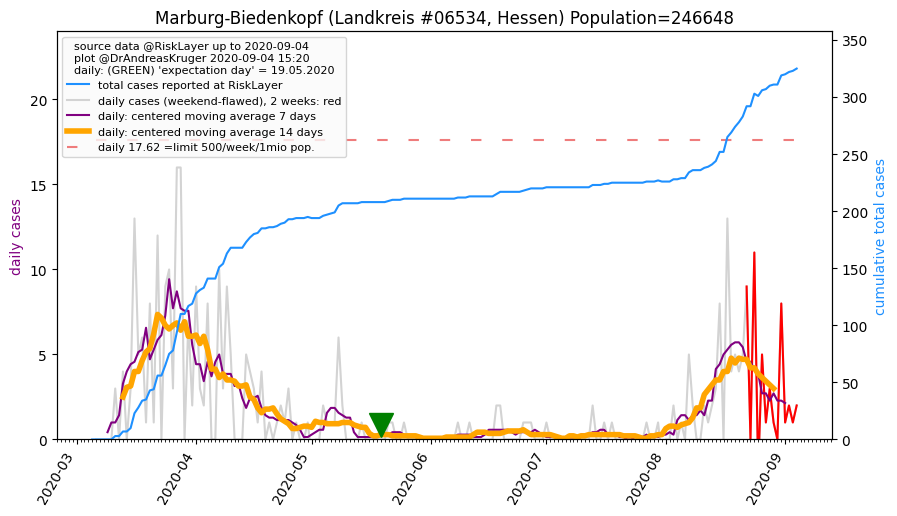 Marburg-Biedenkopf (Landkreis #06534, Hessen) Population=246648
source data @RiskLayer up to 2020-09-04
plot @DrAndreasKruger 2020-09-04 15:20
daily: (GREEN) 'expectation day' = 19.05.2020
total cases reported at RiskLayer
daily cases (weekend-flawed), 2 weeks: red
daily: centered moving average 7 days
daily: centered moving average 14 days
daily 17.62 =limit 500/week/1mio pop.
daily cases
20
15
10
5
0
cumulative total cases
350
300
250
200
150
100
50
0
2020-03
2020-04
2020-05
2020-06
2020-07
2020-08
2020-09